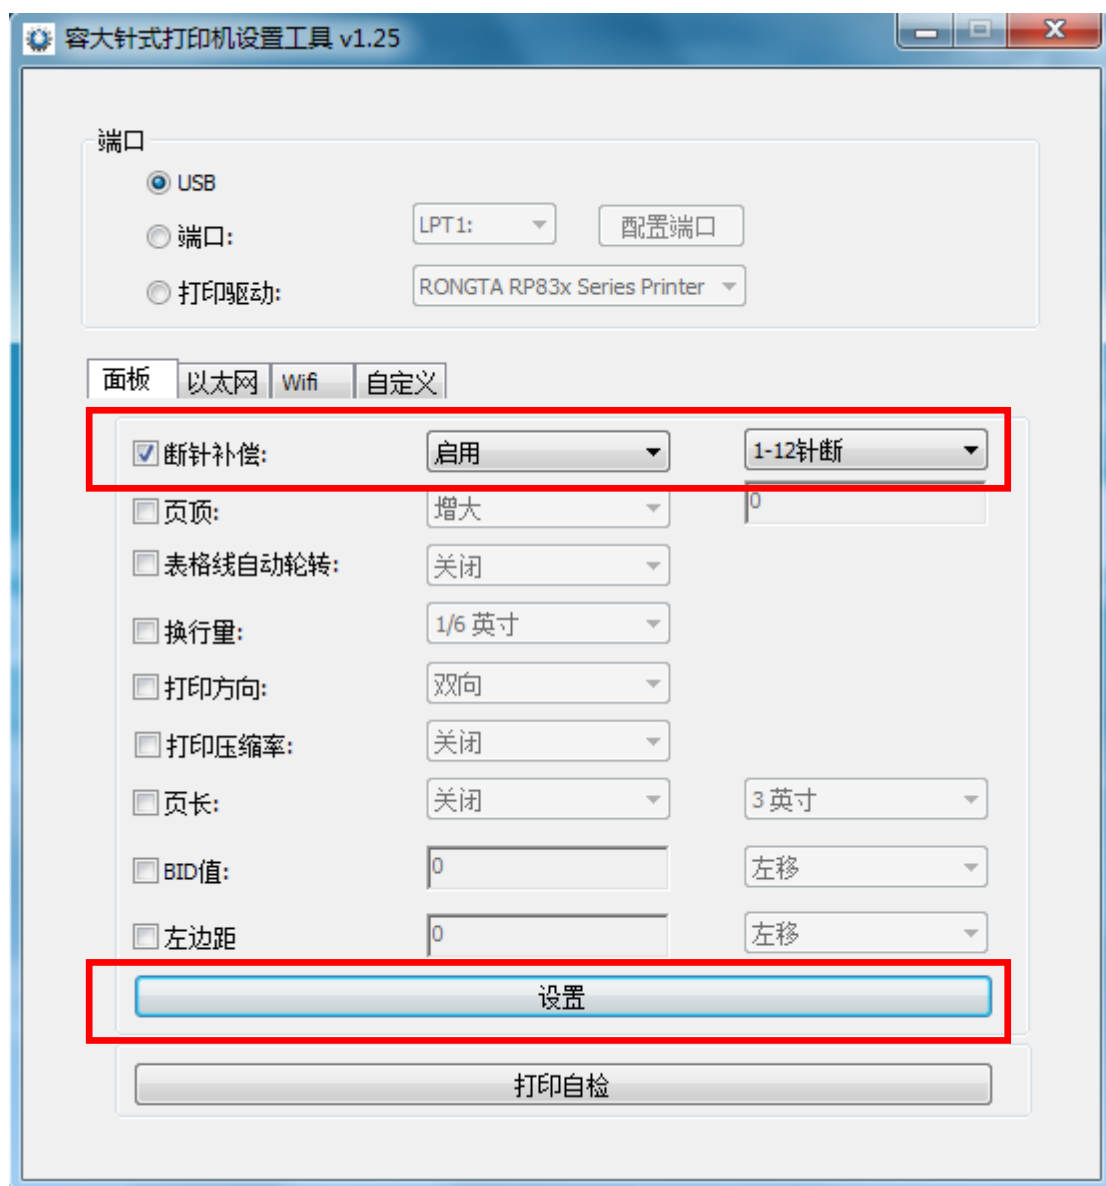 容大针式打印机设置工具 v1.25
端口
USB
端口: LPT1: 配置端口
打印驱动: RONGTA RP83x Series Printer
面板 以太网 Wifi 自定义
断针补偿: 启用 1-12针断
页顶: 增大 0
表格线自动轮转: 关闭
换行量: 1/6 英寸
打印方向: 双向
打印压缩率: 关闭
页长: 关闭 3 英寸
BID值: 0 左移
左边距 0 左移
设置
打印自检